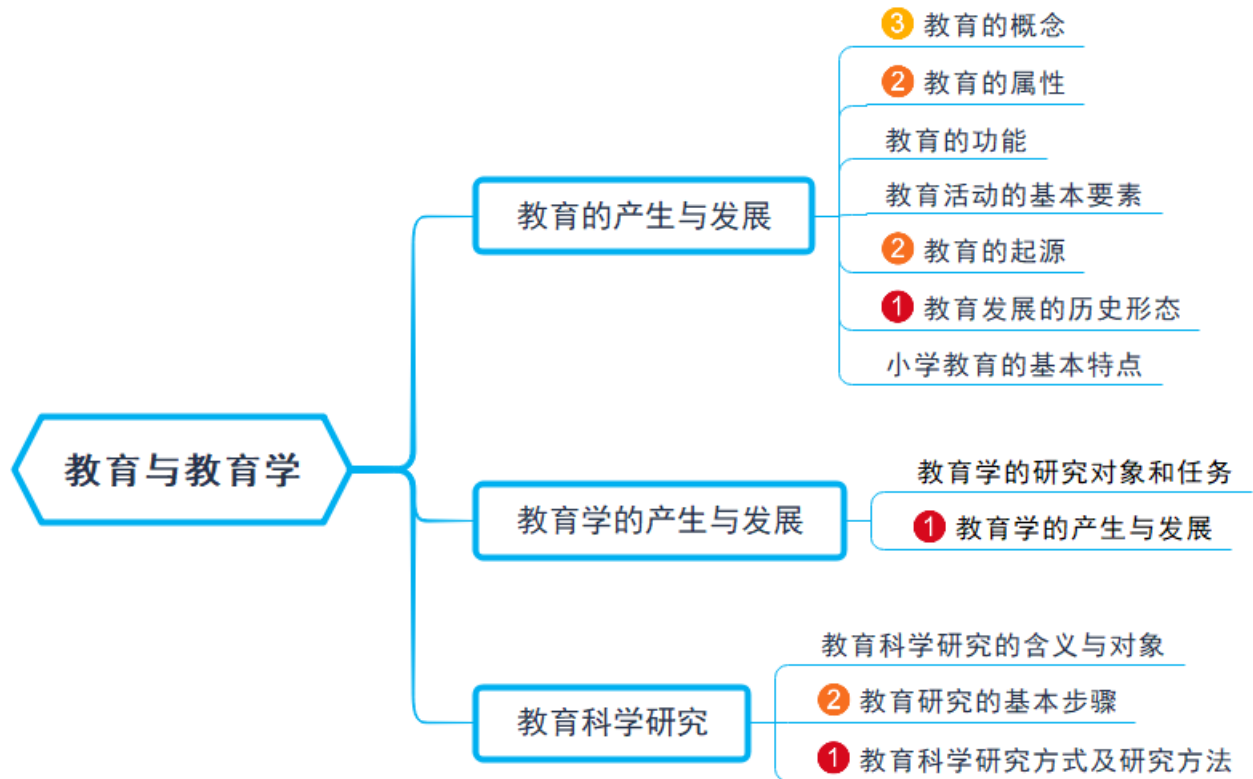 教育与教育学
教育的产生与发展
3 教育的概念
2 教育的属性
教育的功能
教育活动的基本要素
2 教育的起源
1 教育发展的历史形态
小学教育的基本特点
教育学的产生与发展
教育学的研究对象和任务
1 教育学的产生与发展
教育科学研究
教育科学研究的含义与对象
2 教育研究的基本步骤
1 教育科学研究方式及研究方法